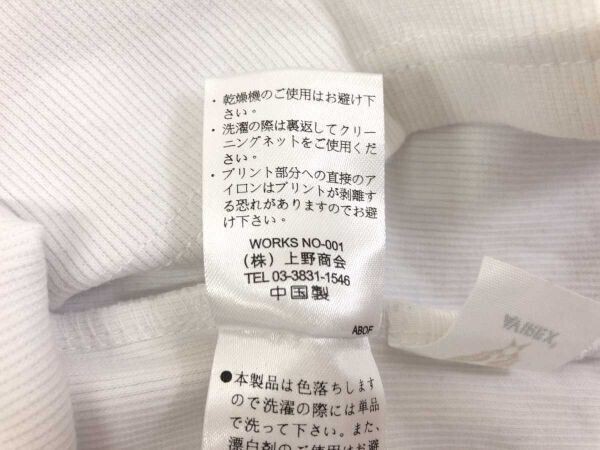 ・乾燥機のご使用はお避け下
さい。
・洗濯の際は裏返してクリー
ニングネットをご使用くだ
さい。
・プリント部分への直接のア
イロンはプリントが剥離す
る恐れがありますのでお避
け下さい。
WORKS NO-001
(株) 上野商会
TEL 03-3831-1546
中国製
ABOF
AVIREX
●本製品は色落ちします
ので洗濯の際には単品
で洗って下さい。また、
漂白剤のご使用はお避